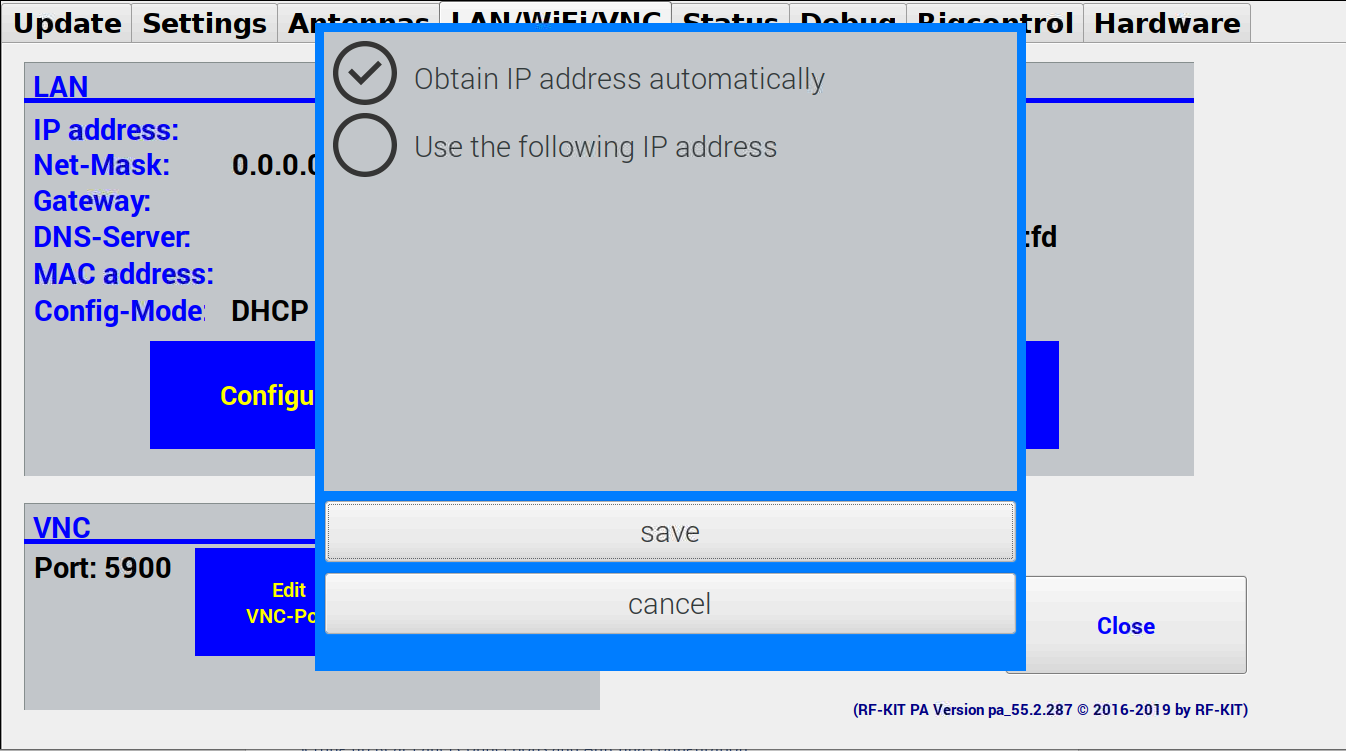 Update Settings Antennas LAN/WiFi/VNC Status Debug Rigcontrol Hardware
LAN
Obtain IP address automatically
IP address:
Use the following IP address
Net-Mask: 0.0.0.0
Gateway:
DNS-Server: :fd
MAC address:
Config-Mode: DHCP
Configu
VNC
save
Port: 5900
Edit
VNC-Po
cancel
Close
(RF-KIT PA Version pa_55.2.287 © 2016-2019 by RF-KIT)